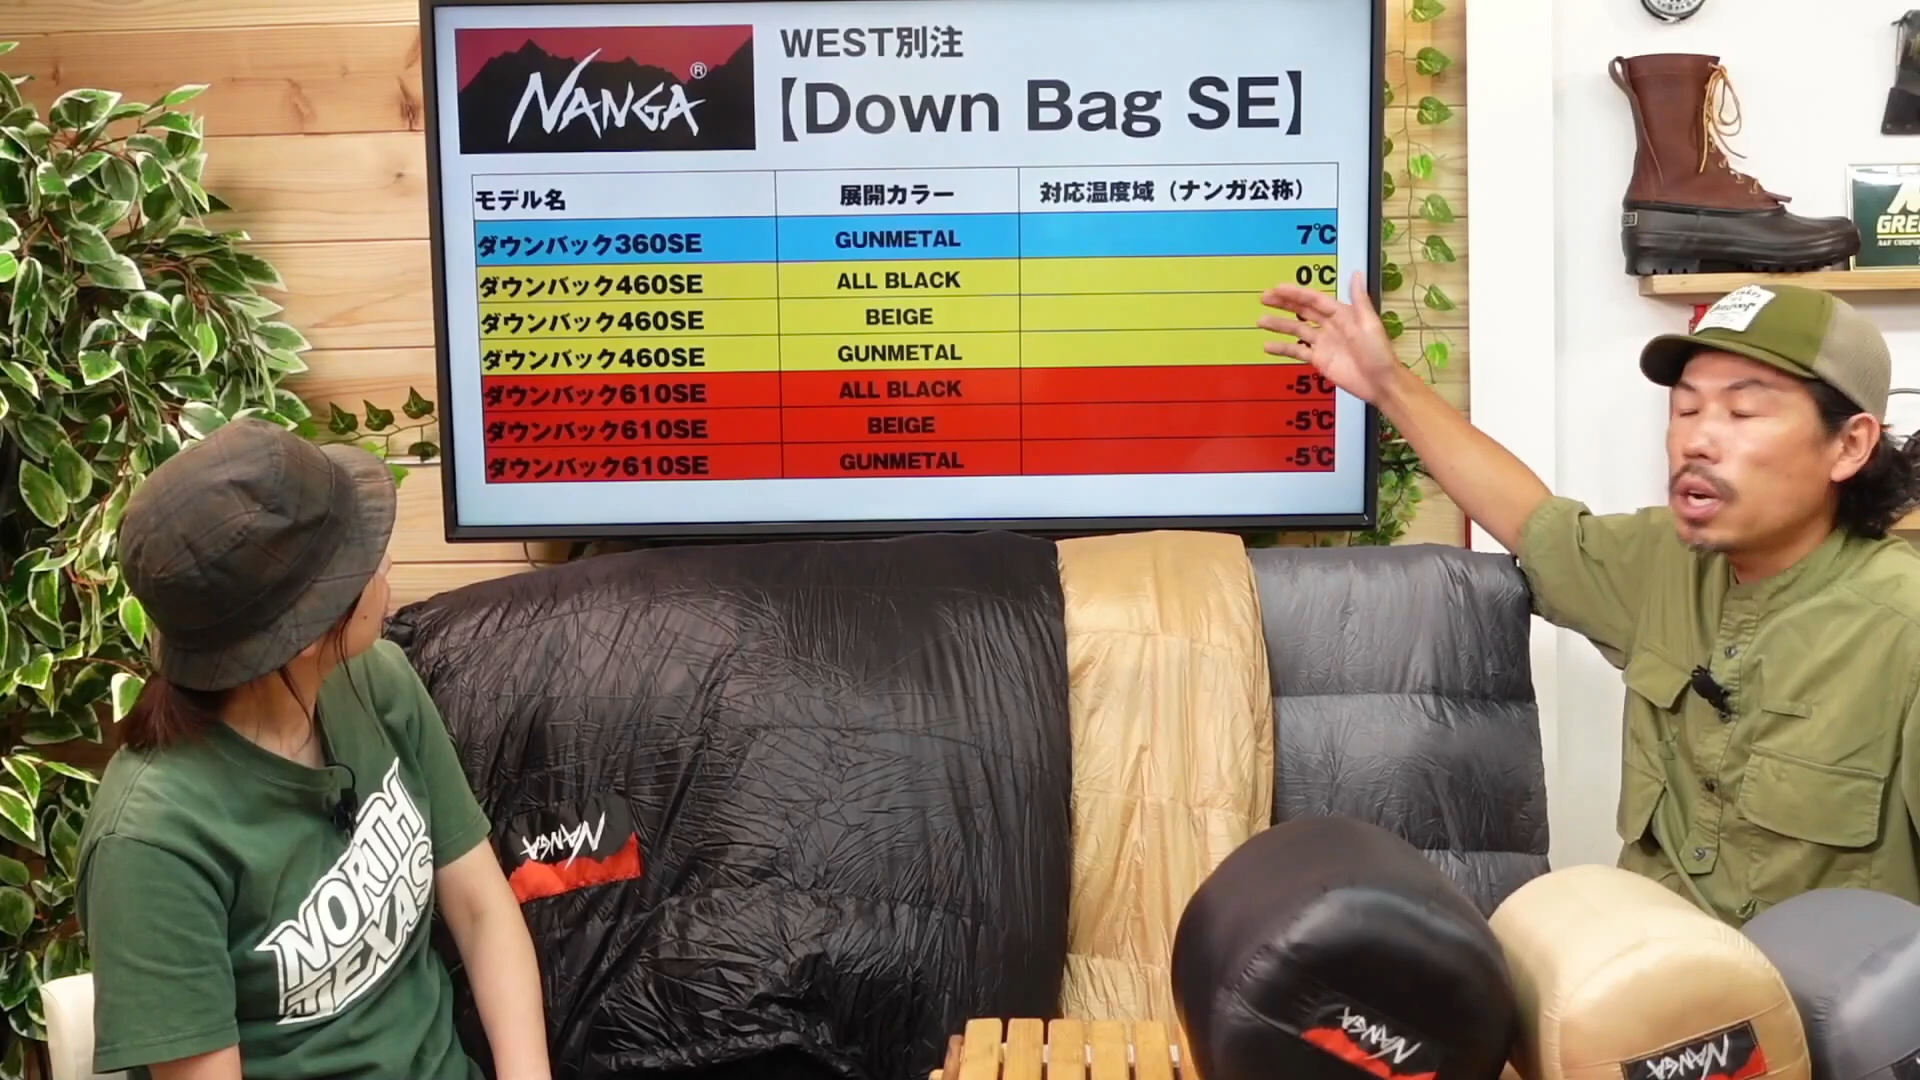 NANGA®
WEST別注
【Down Bag SE】
モデル名 展開カラー 対応温度域（ナンガ公称）
ダウンバック360SE GUNMETAL 7℃
ダウンバック460SE ALL BLACK 0℃
ダウンバック460SE BEIGE
ダウンバック460SE GUNMETAL
ダウンバック610SE ALL BLACK -5℃
ダウンバック610SE BEIGE -5℃
ダウンバック610SE GUNMETAL -5℃
NANGA
NORTH
TEXAS
NANGA
NANGA